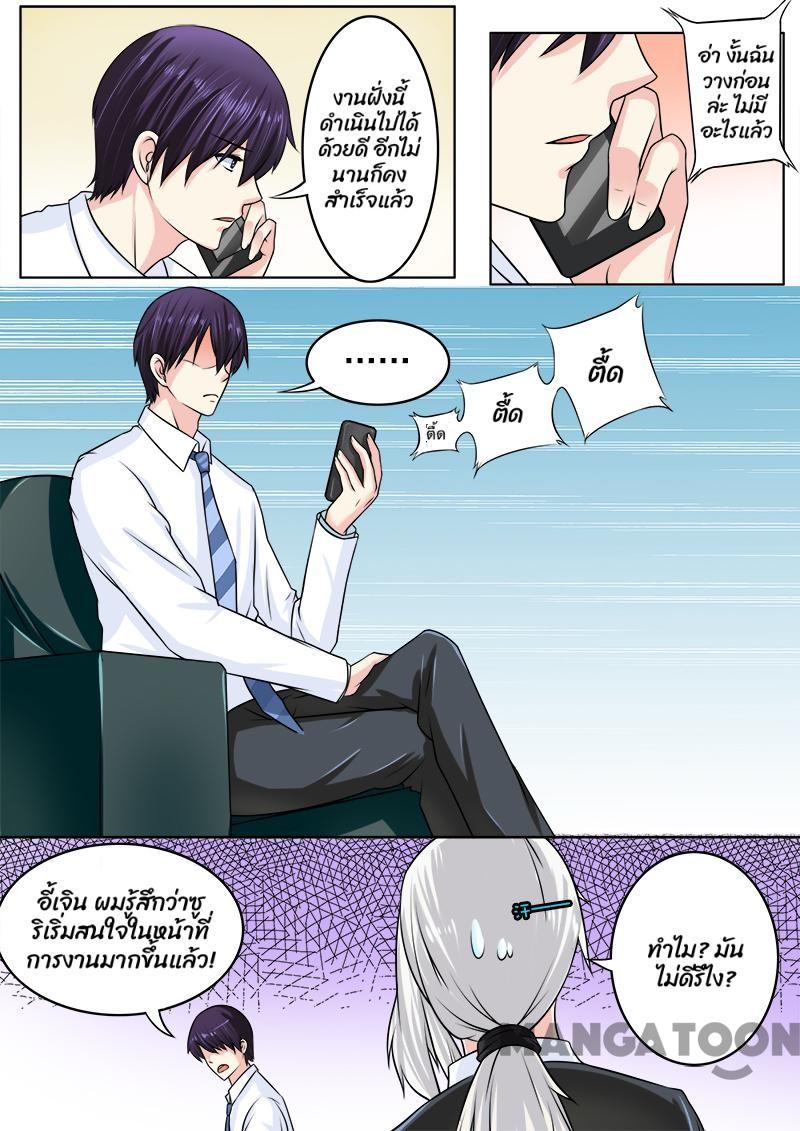 งานฝั่งนี้
ดำเนินไปได้
ด้วยดี อีกไม่
นานก็คง
สำเร็จแล้ว
อ่า งั้นฉัน
วางก่อน
ล่ะ ไม่มี
อะไรแล้ว
......
ตื้ด
ตื้ด
ตื้ด
อี้เจิน ผมรู้สึกว่าซู
ริเริ่มสนใจในหน้าที่
การงานมากขึ้นแล้ว!
汗
ทำไม? มัน
ไม่ดีรึไง?
MANGATOON